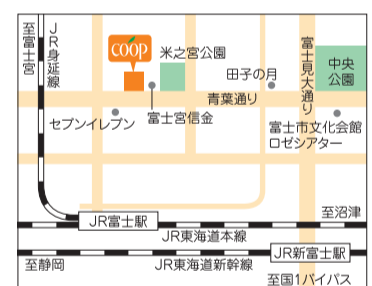 至富士宮
JR身延線
coop
米之宮公園
富士見大通り
中央
公園
田子の月
青葉通り
セブンイレブン
富士宮信金
富士市文化会館
ロゼシアター
JR富士駅
至沼津
JR東海道本線
JR新富士駅
至静岡
JR東海道新幹線
至国1バイパス